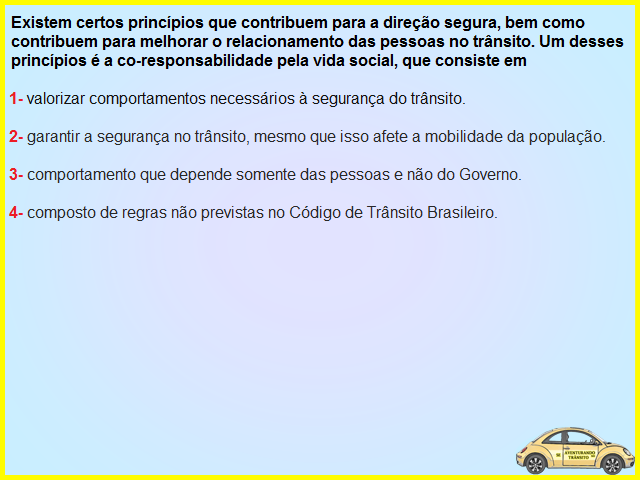 Existem certos princípios que contribuem para a direção segura, bem como
contribuem para melhorar o relacionamento das pessoas no trânsito. Um desses
princípios é a co-responsabilidade pela vida social, que consiste em
1- valorizar comportamentos necessários à segurança do trânsito.
2- garantir a segurança no trânsito, mesmo que isso afete a mobilidade da população.
3- comportamento que depende somente das pessoas e não do Governo.
4- composto de regras não previstas no Código de Trânsito Brasileiro.
AVENTURANDO
TRÂNSITO